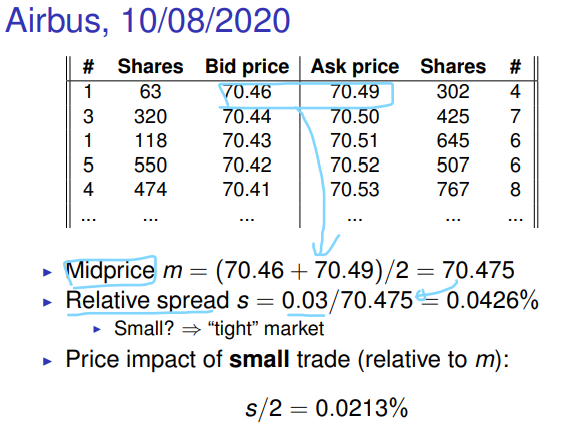 Airbus, 10/08/2020
# Shares Bid price Ask price Shares #
1 63 70.46 70.49 302 4
3 320 70.44 70.50 425 7
1 118 70.43 70.51 645 6
5 550 70.42 70.52 507 6
4 474 70.41 70.53 767 8
... ... ... ... ... ...
Midprice m = (70.46 + 70.49)/2 = 70.475
Relative spread s = 0.03/70.475 = 0.0426%
Small? ⇒ “tight” market
Price impact of small trade (relative to m):
s/2 = 0.0213%